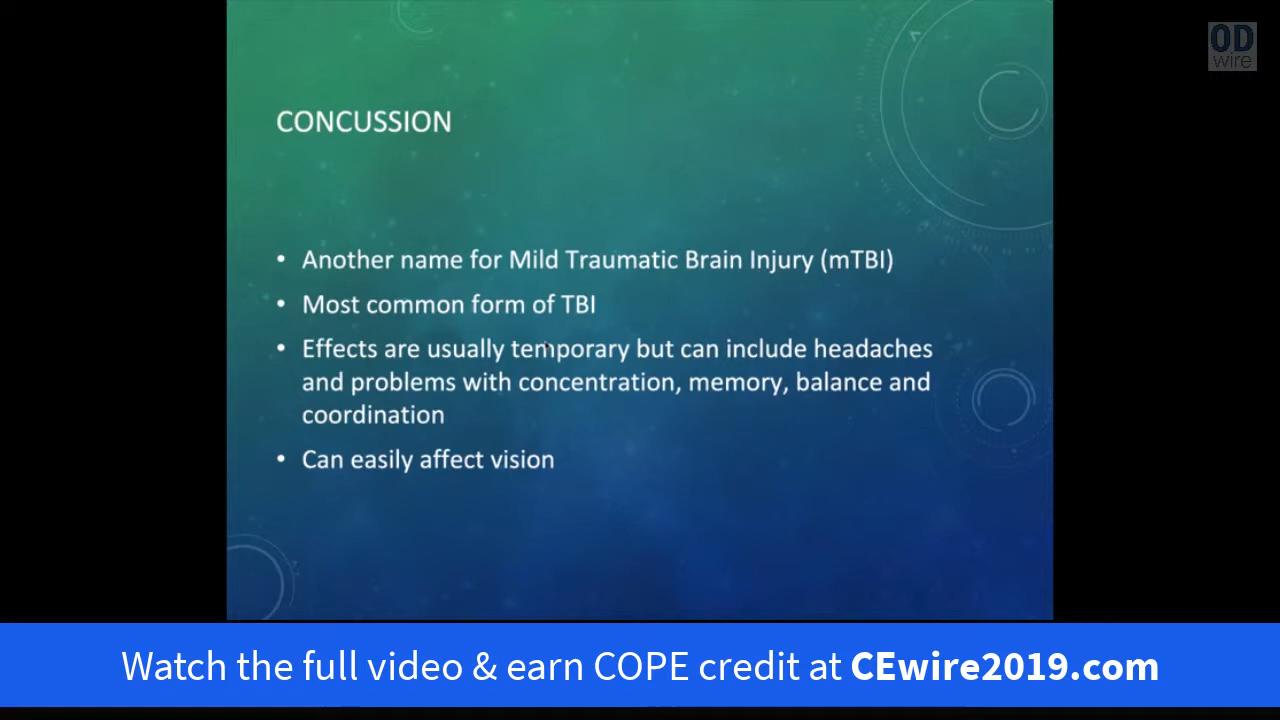 OD
wire
CONCUSSION
• Another name for Mild Traumatic Brain Injury (mTBI)
• Most common form of TBI
• Effects are usually temporary but can include headaches
and problems with concentration, memory, balance and
coordination
• Can easily affect vision
Watch the full video & earn COPE credit at CEwire2019.com